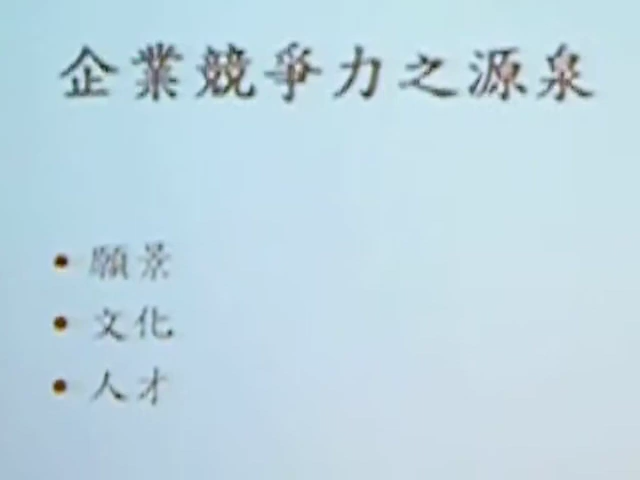 企業競爭力之源泉
• 願景
• 文化
• 人才